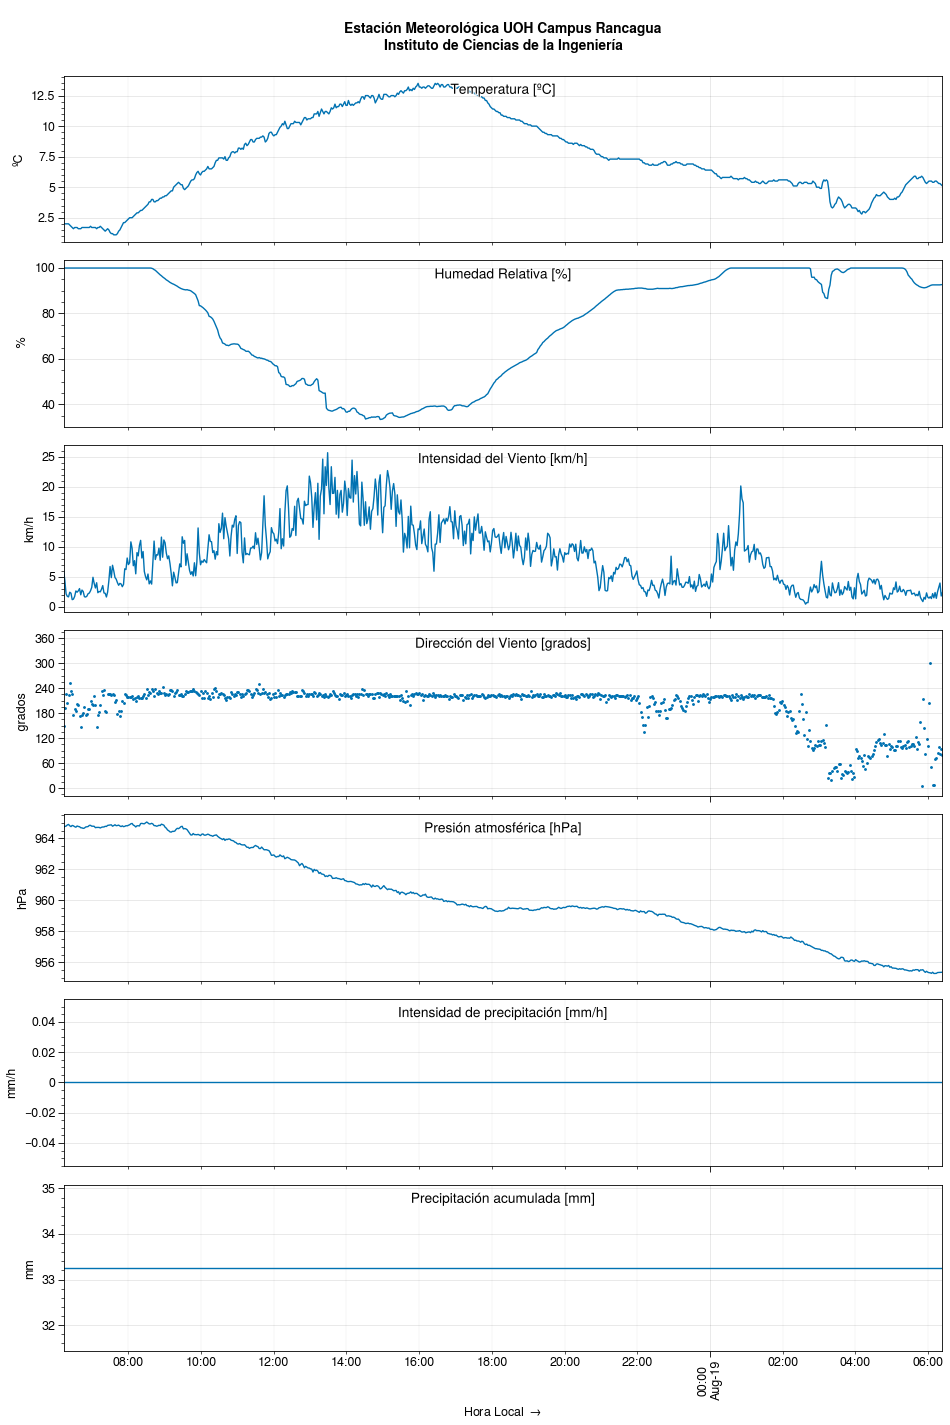 Estación Meteorológica UOH Campus Rancagua
Instituto de Ciencias de la Ingeniería
Temperatura [ºC]
ºC
12.5
10
7.5
5
2.5
Humedad Relativa [%]
%
100
80
60
40
Intensidad del Viento [km/h]
km/h
25
20
15
10
5
0
Dirección del Viento [grados]
grados
360
300
240
180
120
60
0
Presión atmosférica [hPa]
hPa
964
962
960
958
956
Intensidad de precipitación [mm/h]
mm/h
0.04
0.02
0
−0.02
−0.04
Precipitación acumulada [mm]
mm
35
34
33
32
08:00 10:00 12:00 14:00 16:00 18:00 20:00 22:00 00:00 02:00 04:00 06:00
Aug-19
Hora Local →